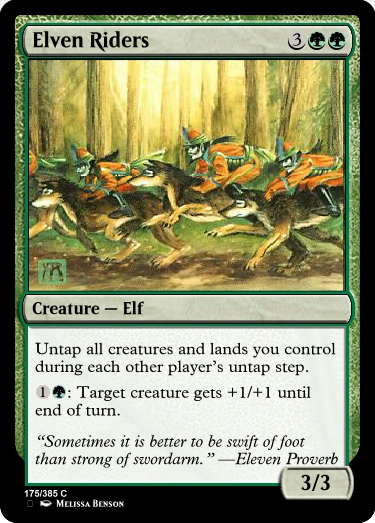 Elven Riders 3
Creature — Elf
Untap all creatures and lands you control
during each other player's untap step.
1 : Target creature gets +1/+1 until
end of turn.
“Sometimes it is better to be swift of foot
than strong of swordarm.” —Eleven Proverb
3/3
175/385 C
Melissa Benson